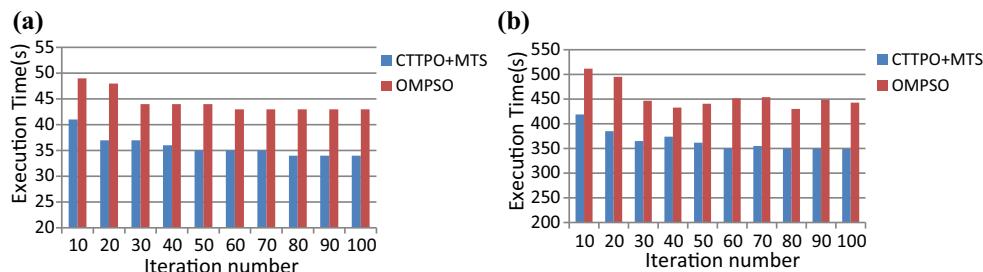 (a)
Execution Time(s)
55
50
45
40
35
30
25
20
10 20 30 40 50 60 70 80 90 100
Iteration number
CTTPO+MTS
OMPSO
(b)
Execution Time(s)
550
500
450
400
350
300
250
200
10 20 30 40 50 60 70 80 90 100
Iteration number
CTTPO+MTS
OMPSO